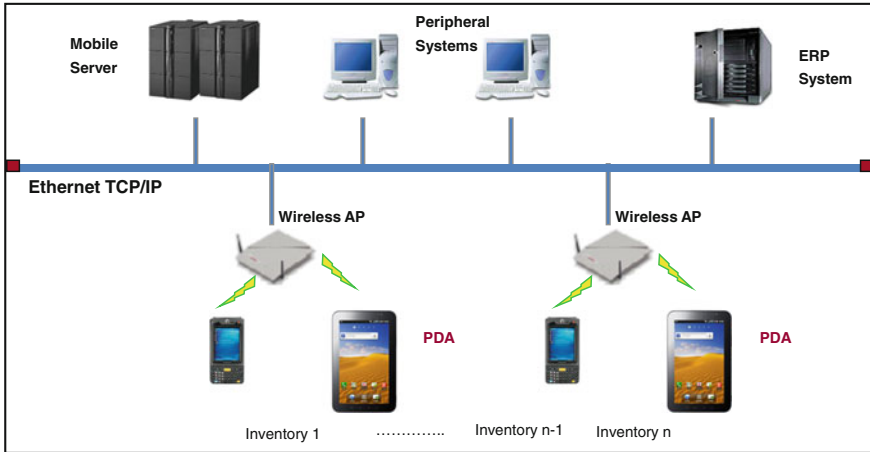 Mobile
Server
Peripheral
Systems
ERP
System
Ethernet TCP/IP
Wireless AP
Wireless AP
PDA
PDA
Inventory 1
…………..
Inventory n-1
Inventory n